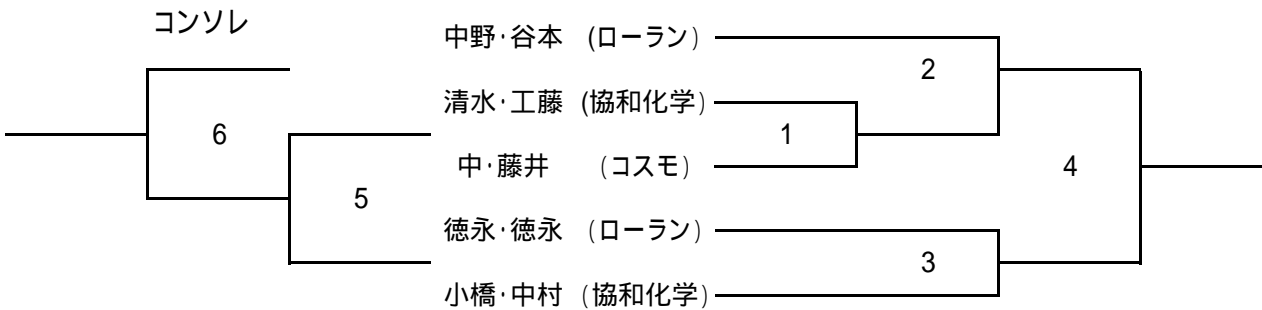 コンソレ
中野・谷本 (ローラン)
2
清水・工藤 (協和化学)
6
1
中・藤井 (コスモ)
4
5
徳永・徳永 (ローラン)
3
小橋・中村 (協和化学)